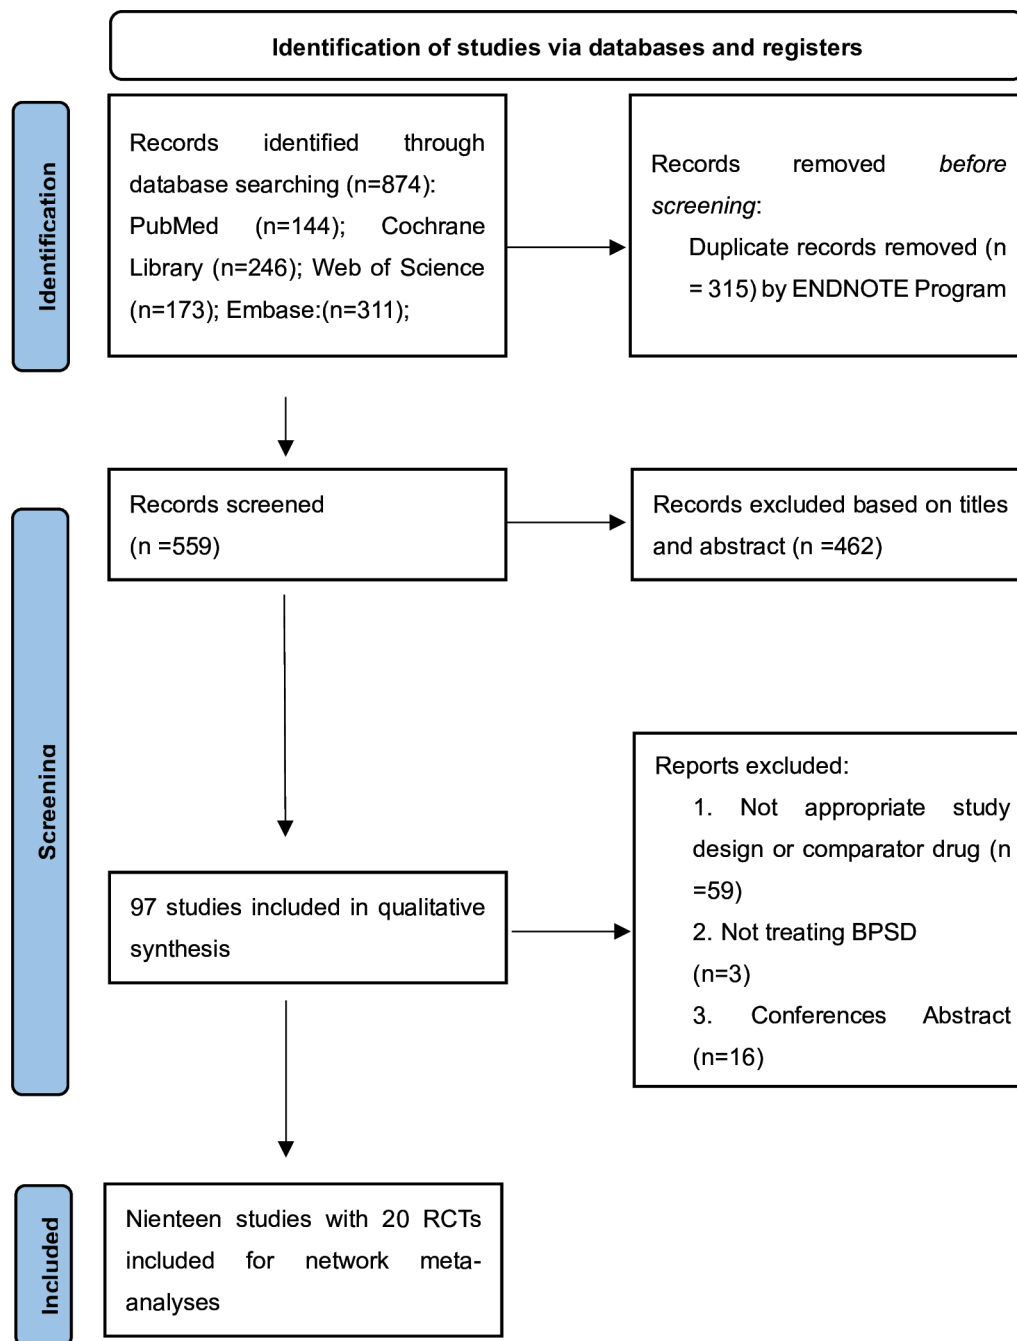 Identification of studies via databases and registers
Identification
Records identified through
database searching (n=874):
PubMed (n=144); Cochrane
Library (n=246); Web of Science
(n=173); Embase:(n=311);
Records removed before
screening:
Duplicate records removed (n
= 315) by ENDNOTE Program
Screening
Records screened
(n =559)
Records excluded based on titles
and abstract (n =462)
97 studies included in qualitative
synthesis
Reports excluded:
1. Not appropriate study
design or comparator drug (n
=59)
2. Not treating BPSD
(n=3)
3. Conferences Abstract
(n=16)
Included
Nienteen studies with 20 RCTs
included for network meta-
analyses